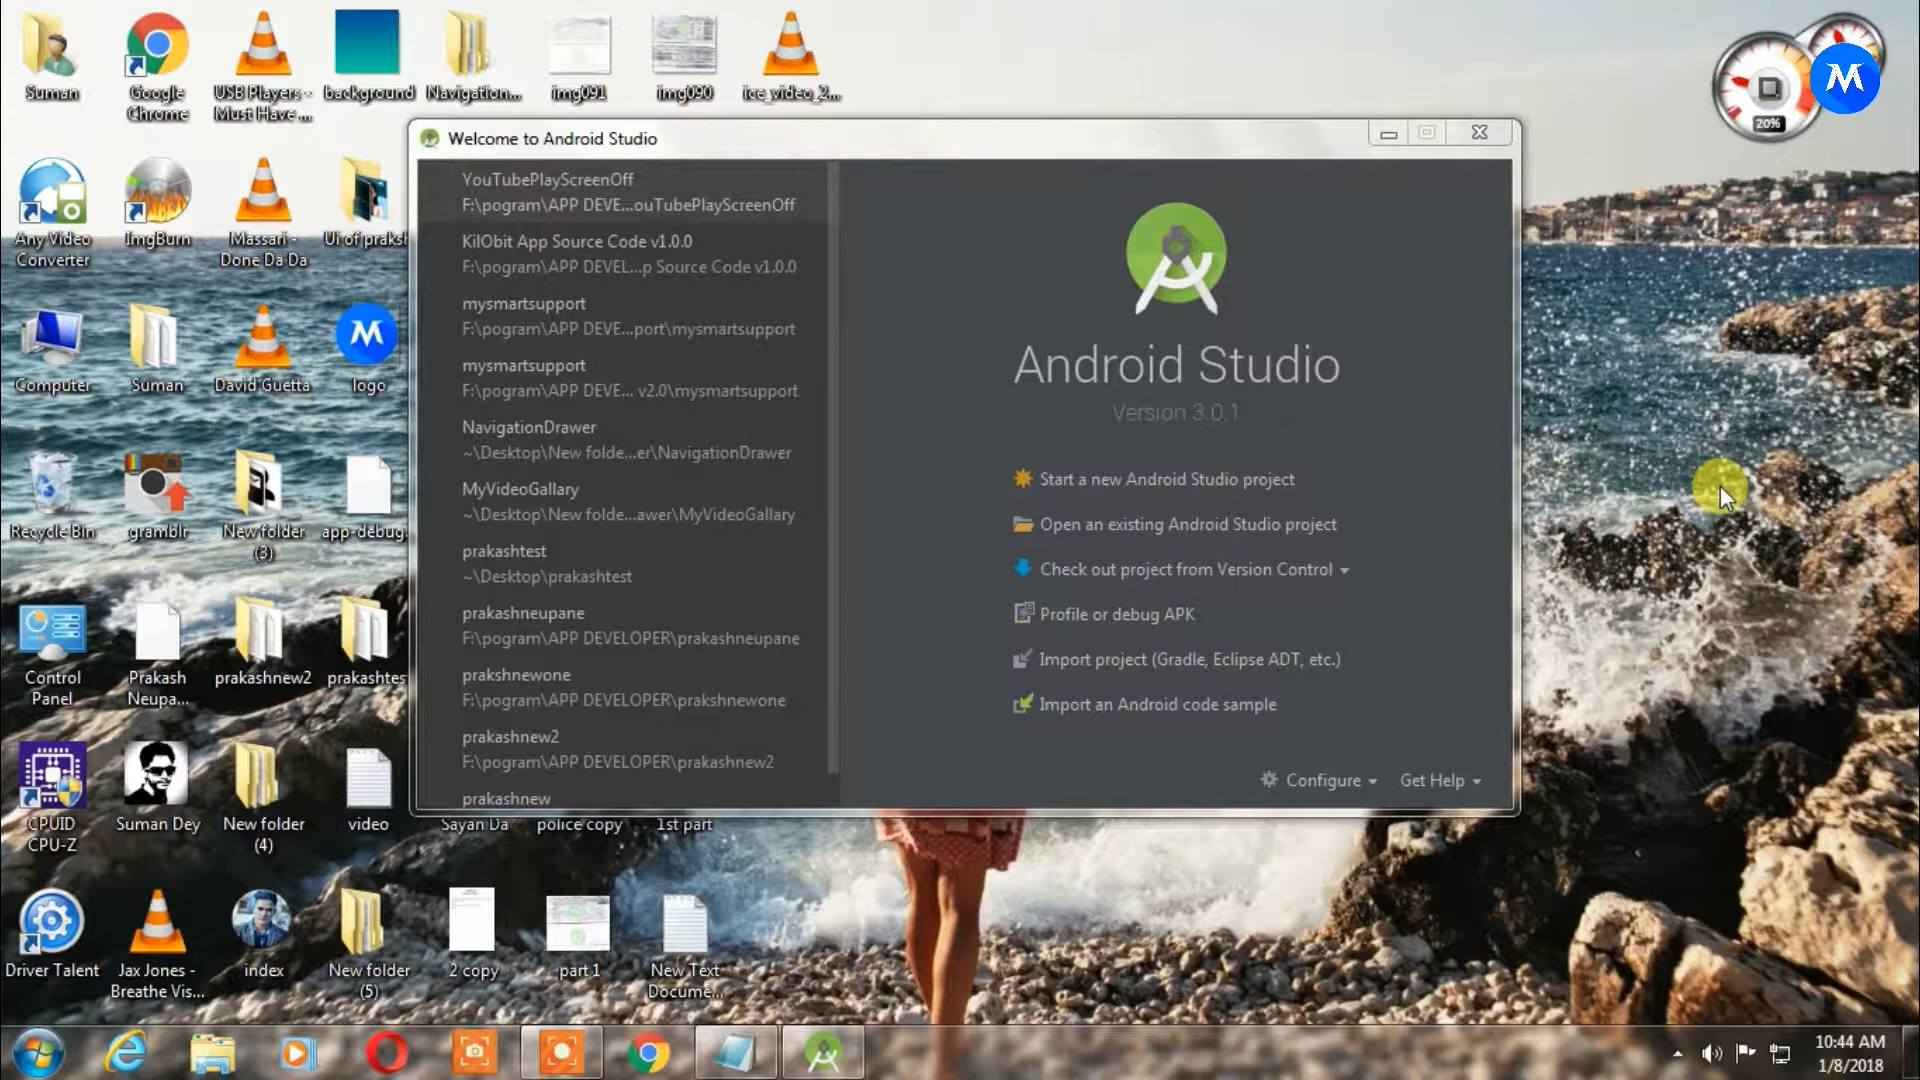 Suman
Google Chrome
USB Players - Must Have ...
background
Navigation...
img091
img090
ice_video_2...
20%
M
Welcome to Android Studio
YouTubePlayScreenOff
F:\pogram\APP DEVE...ouTubePlayScreenOff
KilObit App Source Code v1.0.0
F:\pogram\APP DEVEL...p Source Code v1.0.0
mysmartsupport
F:\pogram\APP DEVE...port\mysmartsupport
mysmartsupport
F:\pogram\APP DEVE... v2.0\mysmartsupport
NavigationDrawer
~\Desktop\New folde...er\NavigationDrawer
MyVideoGallary
~\Desktop\New folde...awer\MyVideoGallary
prakashtest
~\Desktop\prakashtest
prakashneupane
F:\pogram\APP DEVELOPER\prakashneupane
prakshnewone
F:\pogram\APP DEVELOPER\prakshnewone
prakashnew2
F:\pogram\APP DEVELOPER\prakashnew2
prakashnew
Android Studio
Version 3.0.1
Start a new Android Studio project
Open an existing Android Studio project
Check out project from Version Control
Profile or debug APK
Import project (Gradle, Eclipse ADT, etc.)
Import an Android code sample
Configure
Get Help
Any Video Converter
ImgBurn
Massari - Done Da Da
Ui of praksh
Computer
Suman
David Guetta
M
logo
Recycle Bin
gramblr
New folder (3)
app-debug.
Control Panel
Prakash Neupa...
prakashnew2
prakashtes
CPUID CPU-Z
Suman Dey
New folder (4)
video
Sayan Da
police copy
1st part
Driver Talent
Jax Jones - Breathe Vis...
index
New folder (5)
2 copy
part 1
New Text Docume...
10:44 AM
1/8/2018